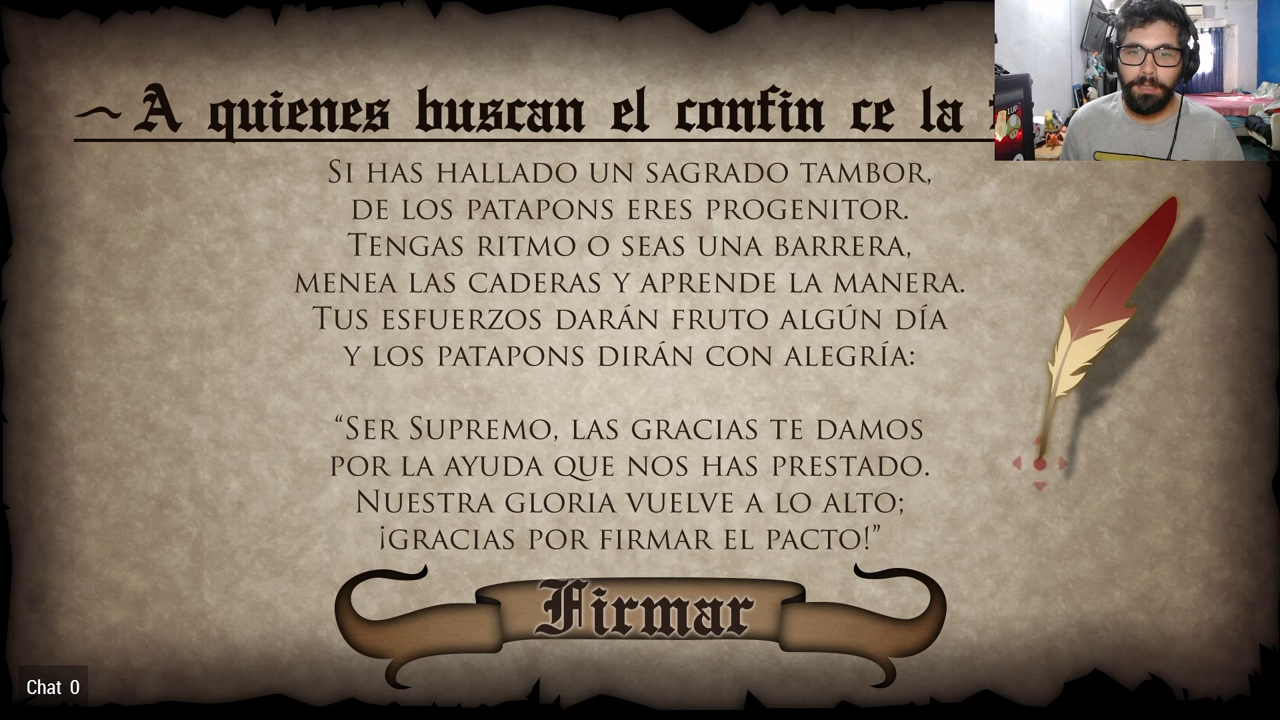 ~A quienes buscan el confin ce la
Si has hallado un sagrado tambor,
de los patapons eres progenitor.
Tengas ritmo o seas una barrera,
menea las caderas y aprende la manera.
Tus esfuerzos darán fruto algún día
y los patapons dirán con alegría:
“Ser Supremo, las gracias te damos
por la ayuda que nos has prestado.
Nuestra gloria vuelve a lo alto;
¡gracias por firmar el pacto!”
Firmar
Chat 0